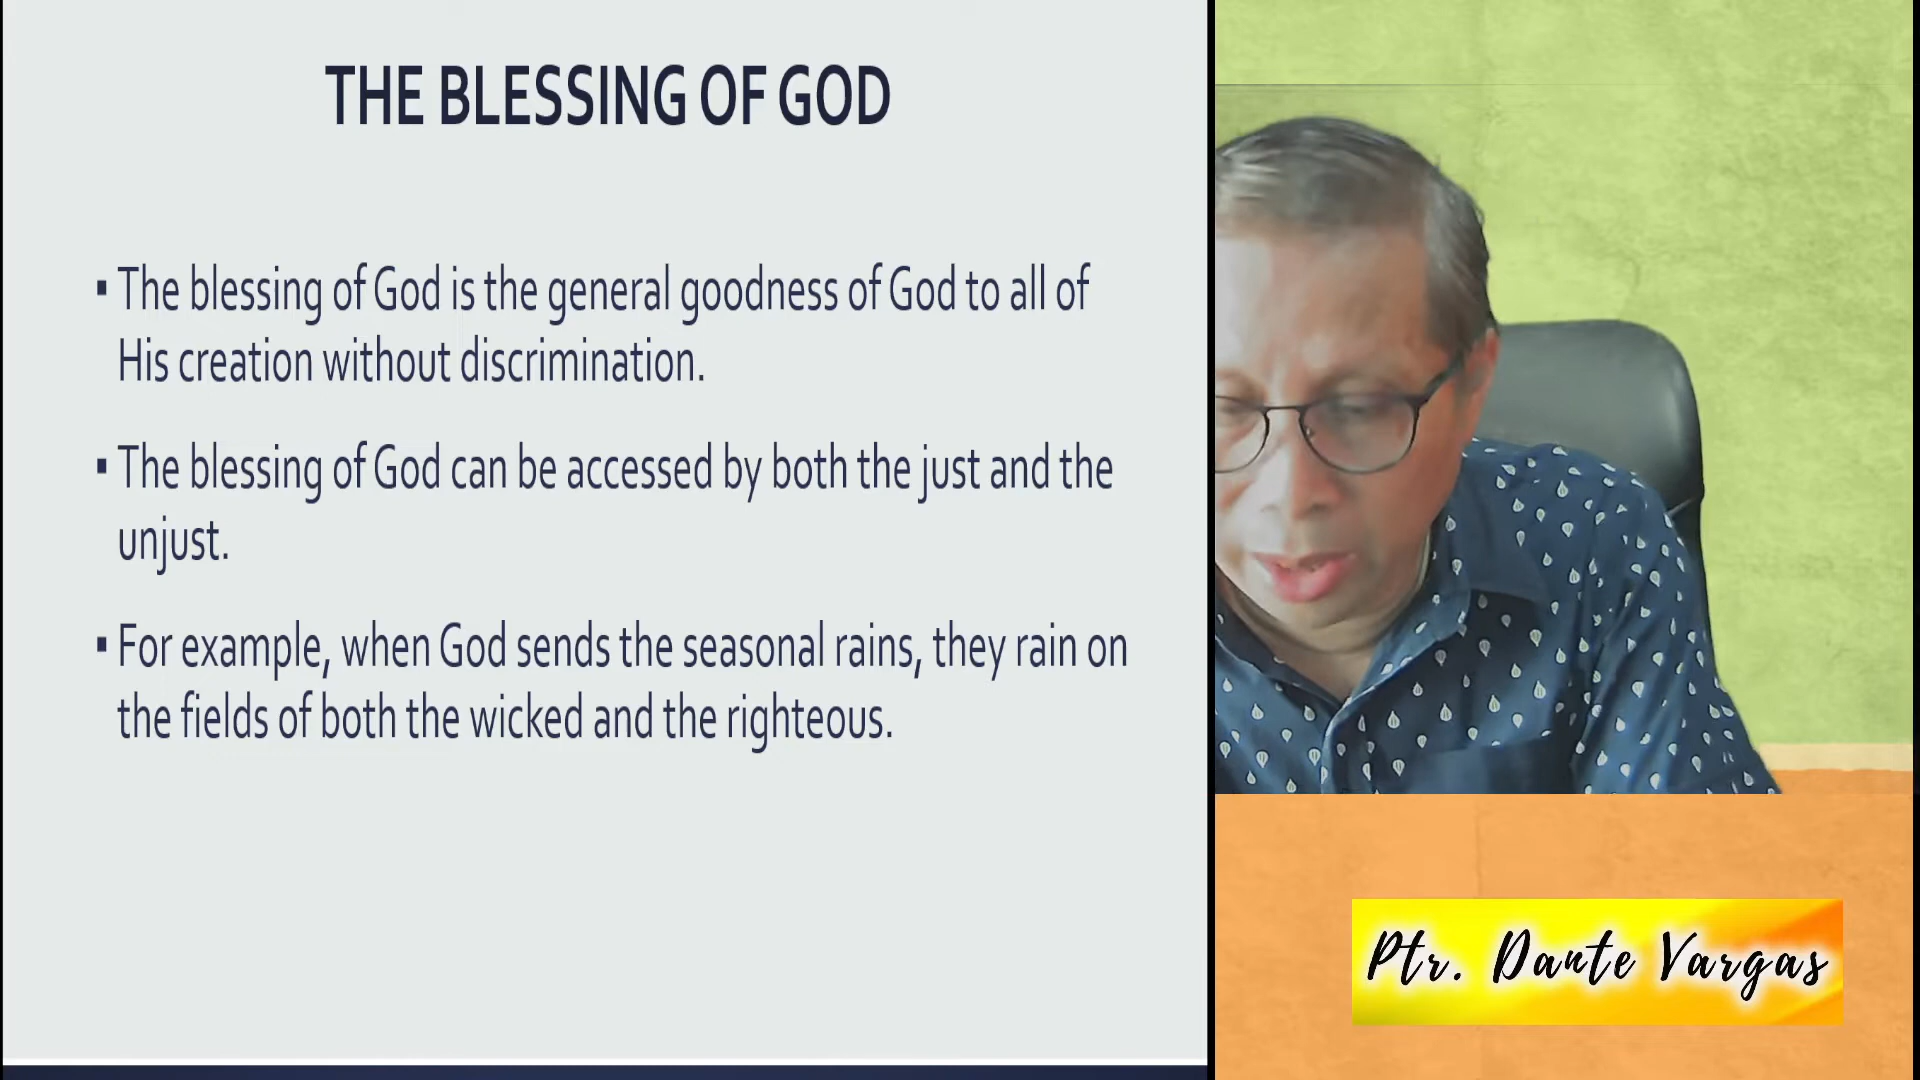 THE BLESSING OF GOD
▪ The blessing of God is the general goodness of God to all of
His creation without discrimination.
▪ The blessing of God can be accessed by both the just and the
unjust.
▪ For example, when God sends the seasonal rains, they rain on
the fields of both the wicked and the righteous.
Ptr. Dante Vargas